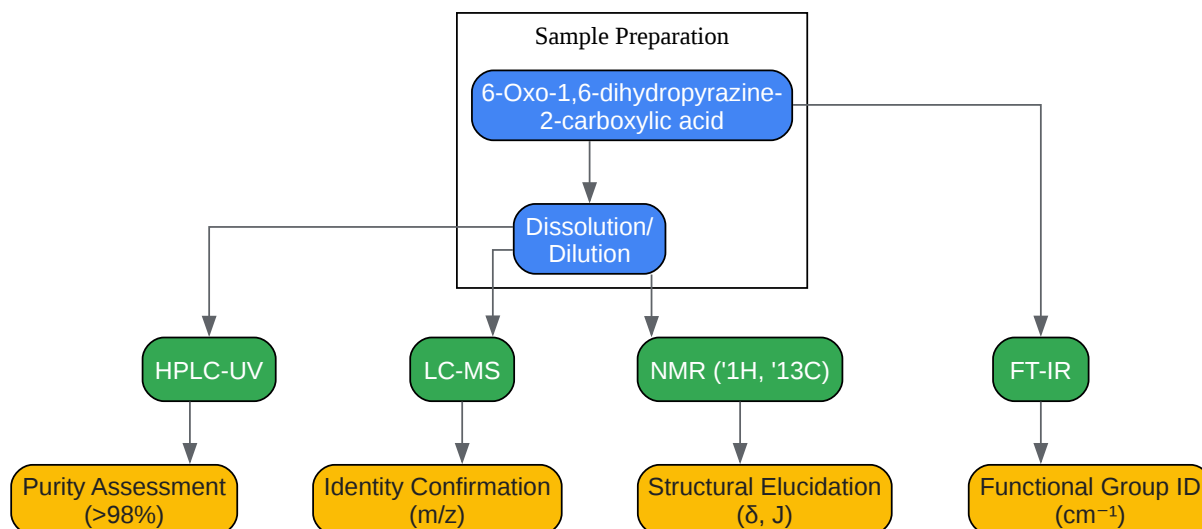 Sample Preparation
6-Oxo-1,6-dihydropyrazine-
2-carboxylic acid
Dissolution/
Dilution
HPLC-UV
LC-MS
NMR ('1H, '13C)
FT-IR
Purity Assessment
(>98%)
Identity Confirmation
(m/z)
Structural Elucidation
(δ, J)
Functional Group ID
(cm⁻¹)